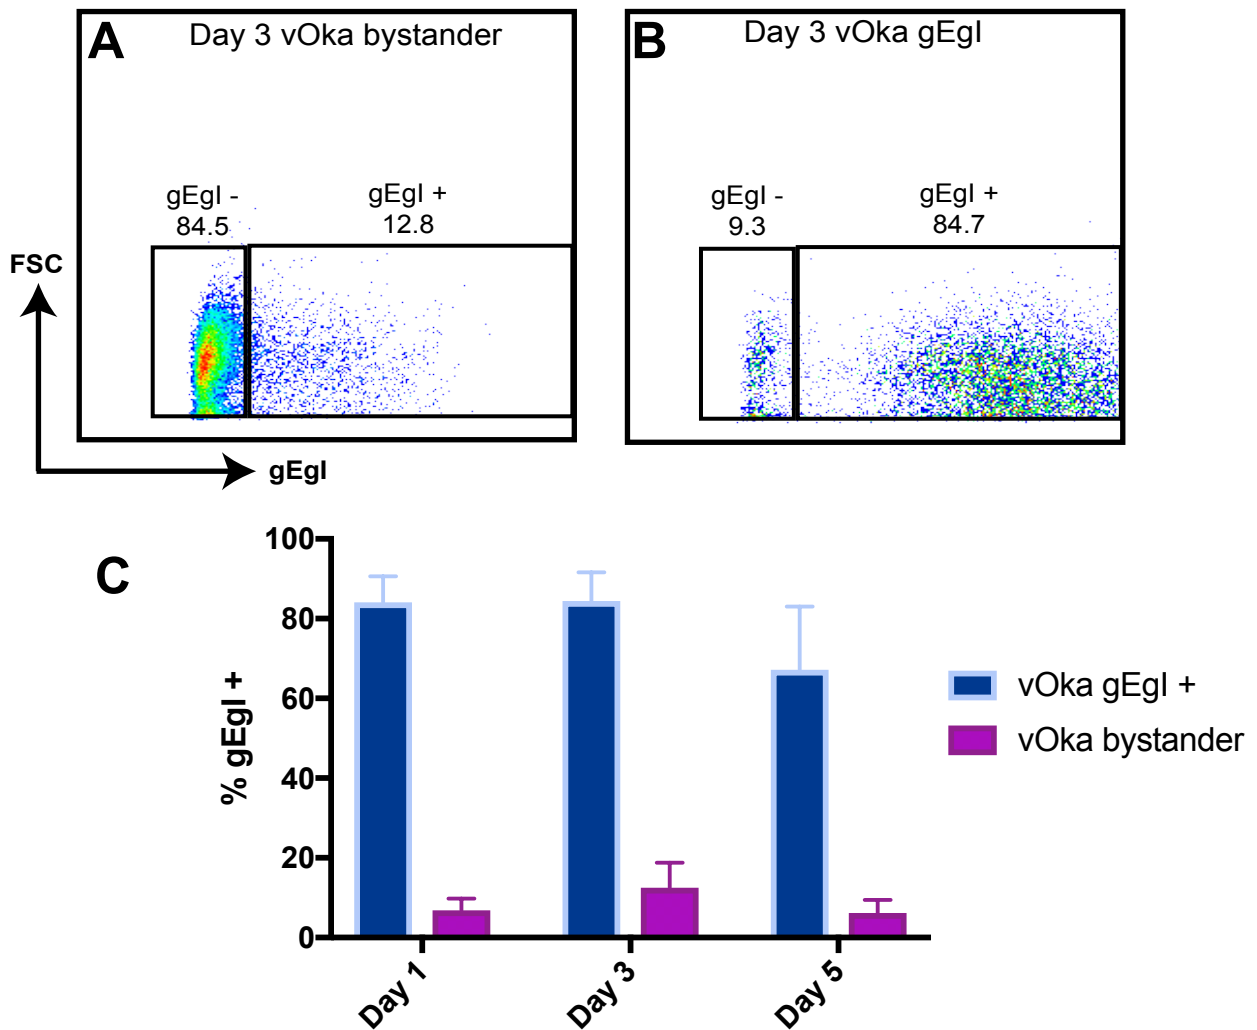 A
Day 3 vOka bystander
gEgI -
84.5
gEgI +
12.8
B
Day 3 vOka gEgI
gEgI -
9.3
gEgI +
84.7
FSC
gEgI
C
% gEgI +
100
80
60
40
20
0
Day 1
Day 3
Day 5
vOka gEgI +
vOka bystander